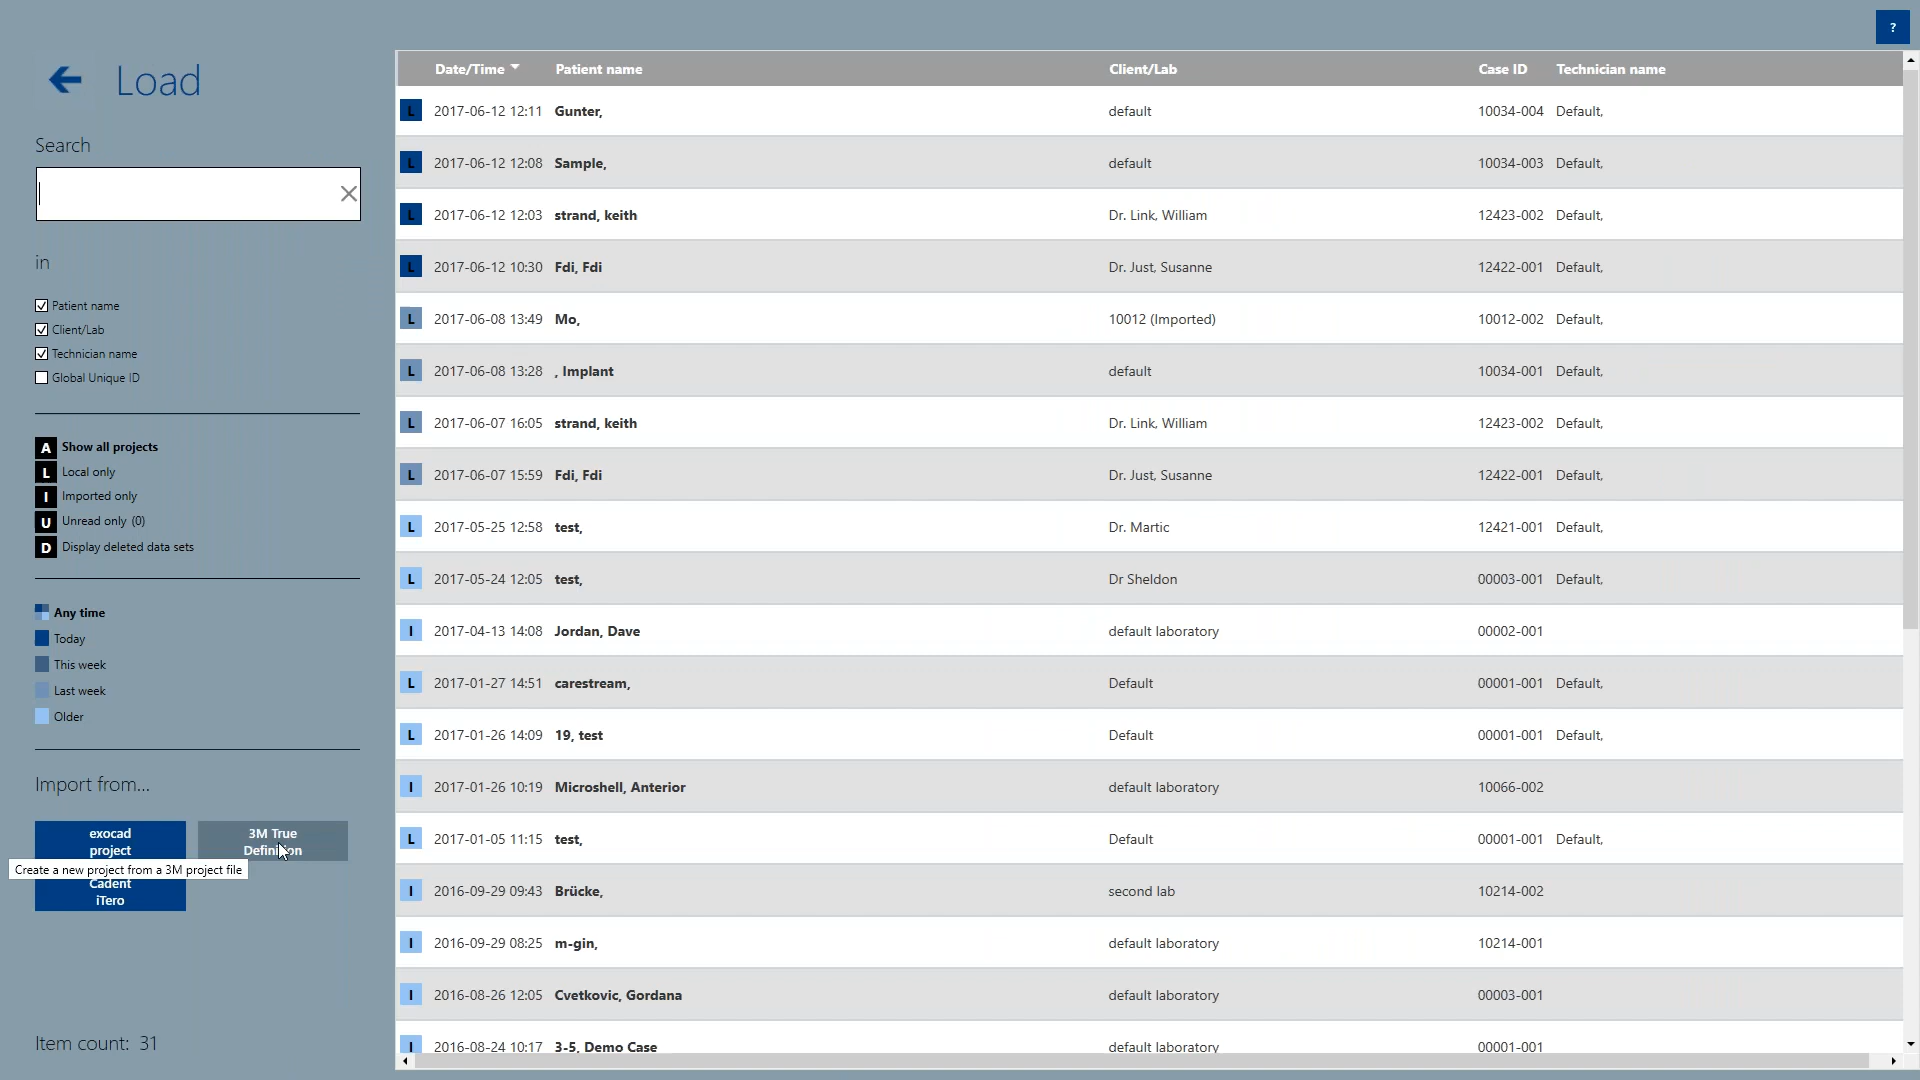 ?
Load
Search
in
Patient name
Client/Lab
Technician name
Global Unique ID
A Show all projects
L Local only
I Imported only
U Unread only (0)
D Display deleted data sets
Any time
Today
This week
Last week
Older
Import from...
exocad
project
3M True
Definition
Create a new project from a 3M project file
Cadent
iTero
Item count: 31
Date/Time Patient name Client/Lab Case ID Technician name
L 2017-06-12 12:11 Gunter, default 10034-004 Default,
L 2017-06-12 12:08 Sample, default 10034-003 Default,
L 2017-06-12 12:03 strand, keith Dr. Link, William 12423-002 Default,
L 2017-06-12 10:30 Fdi, Fdi Dr. Just, Susanne 12422-001 Default,
L 2017-06-08 13:49 Mo, 10012 (Imported) 10012-002 Default,
L 2017-06-08 13:28 , Implant default 10034-001 Default,
L 2017-06-07 16:05 strand, keith Dr. Link, William 12423-002 Default,
L 2017-06-07 15:59 Fdi, Fdi Dr. Just, Susanne 12422-001 Default,
L 2017-05-25 12:58 test, Dr. Martic 12421-001 Default,
L 2017-05-24 12:05 test, Dr Sheldon 00003-001 Default,
I 2017-04-13 14:08 Jordan, Dave default laboratory 00002-001
L 2017-01-27 14:51 carestream, Default 00001-001 Default,
L 2017-01-26 14:09 19, test Default 00001-001 Default,
I 2017-01-26 10:19 Microshell, Anterior default laboratory 10066-002
L 2017-01-05 11:15 test, Default 00001-001 Default,
I 2016-09-29 09:43 Brücke, second lab 10214-002
I 2016-09-29 08:25 m-gin, default laboratory 10214-001
I 2016-08-26 12:05 Cvetkovic, Gordana default laboratory 00003-001
I 2016-08-24 10:17 3-5, Demo Case default laboratory 00001-001